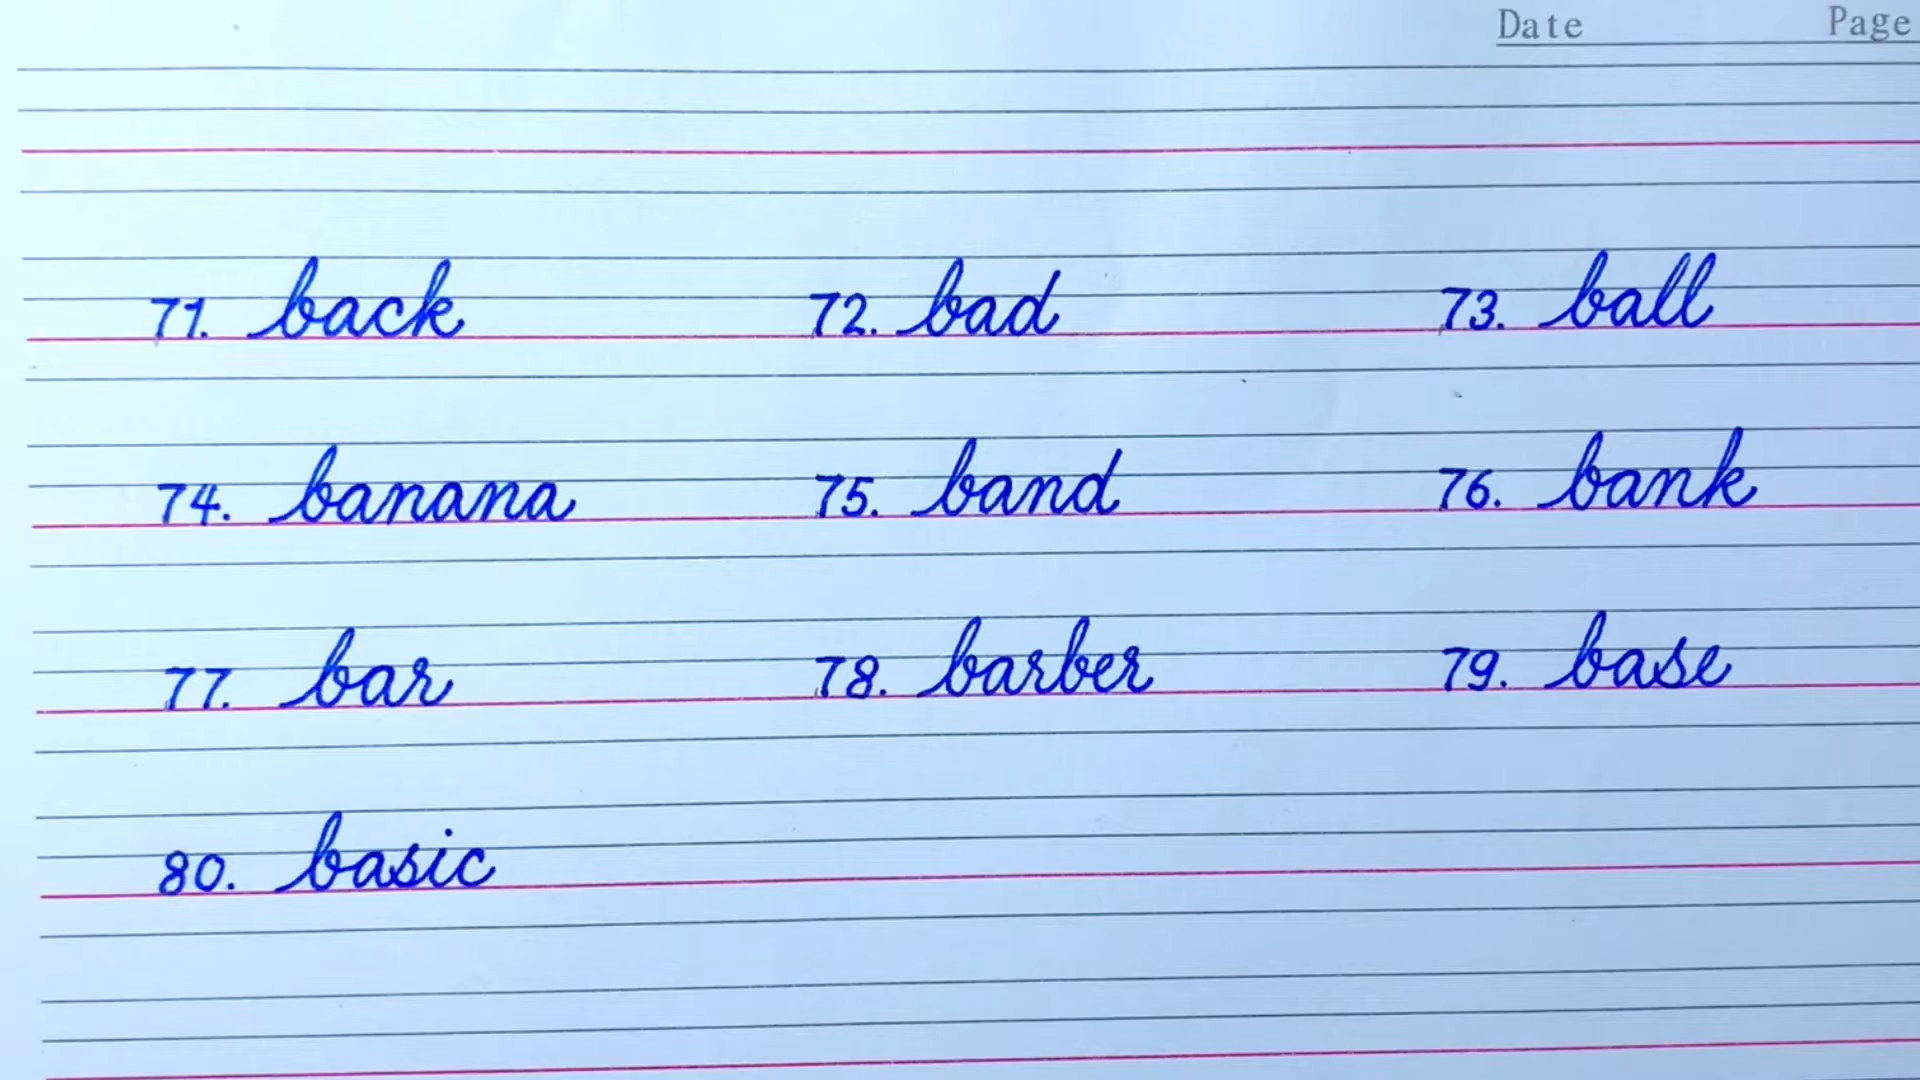 Date Page
71. back 72. bad 73. ball
74. banana 75. band 76. bank
77. bar 78. barber 79. base
80. basic